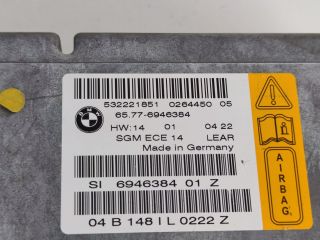 532221851 0264450 05
65.77-6946384
BMW
HW:14 01 04 22
SGM ECE 14 LEAR
Made in Germany
SI 6946384 01 Z
04 B 148 I L 0222 Z
AIRBAG